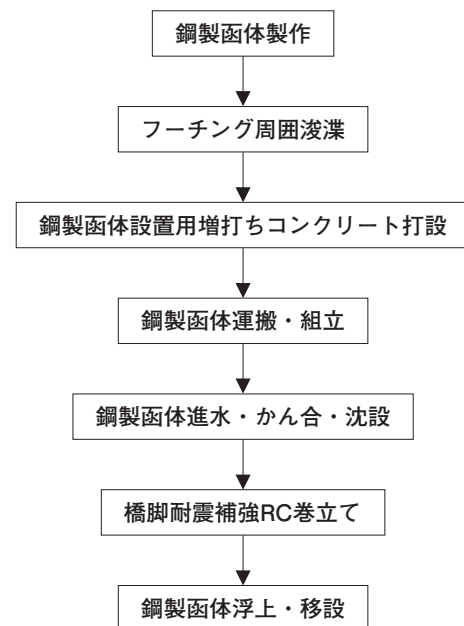 鋼製函体製作
フーチング周囲浚渫
鋼製函体設置用増打ちコンクリート打設
鋼製函体運搬・組立
鋼製函体進水・かん合・沈設
橋脚耐震補強RC巻立て
鋼製函体浮上・移設